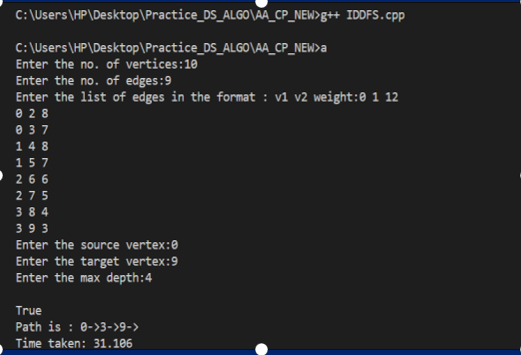 C:\Users\HP\Desktop\Practice_DS_ALGO\AA_CP_NEW>g++ IDDFS.cpp
C:\Users\HP\Desktop\Practice_DS_ALGO\AA_CP_NEW>a
Enter the no. of vertices:10
Enter the no. of edges:9
Enter the list of edges in the format : v1 v2 weight:0 1 12
0 2 8
0 3 7
1 4 8
1 5 7
2 6 6
2 7 5
3 8 4
3 9 3
Enter the source vertex:0
Enter the target vertex:9
Enter the max depth:4
True
Path is : 0->3->9->
Time taken: 31.106